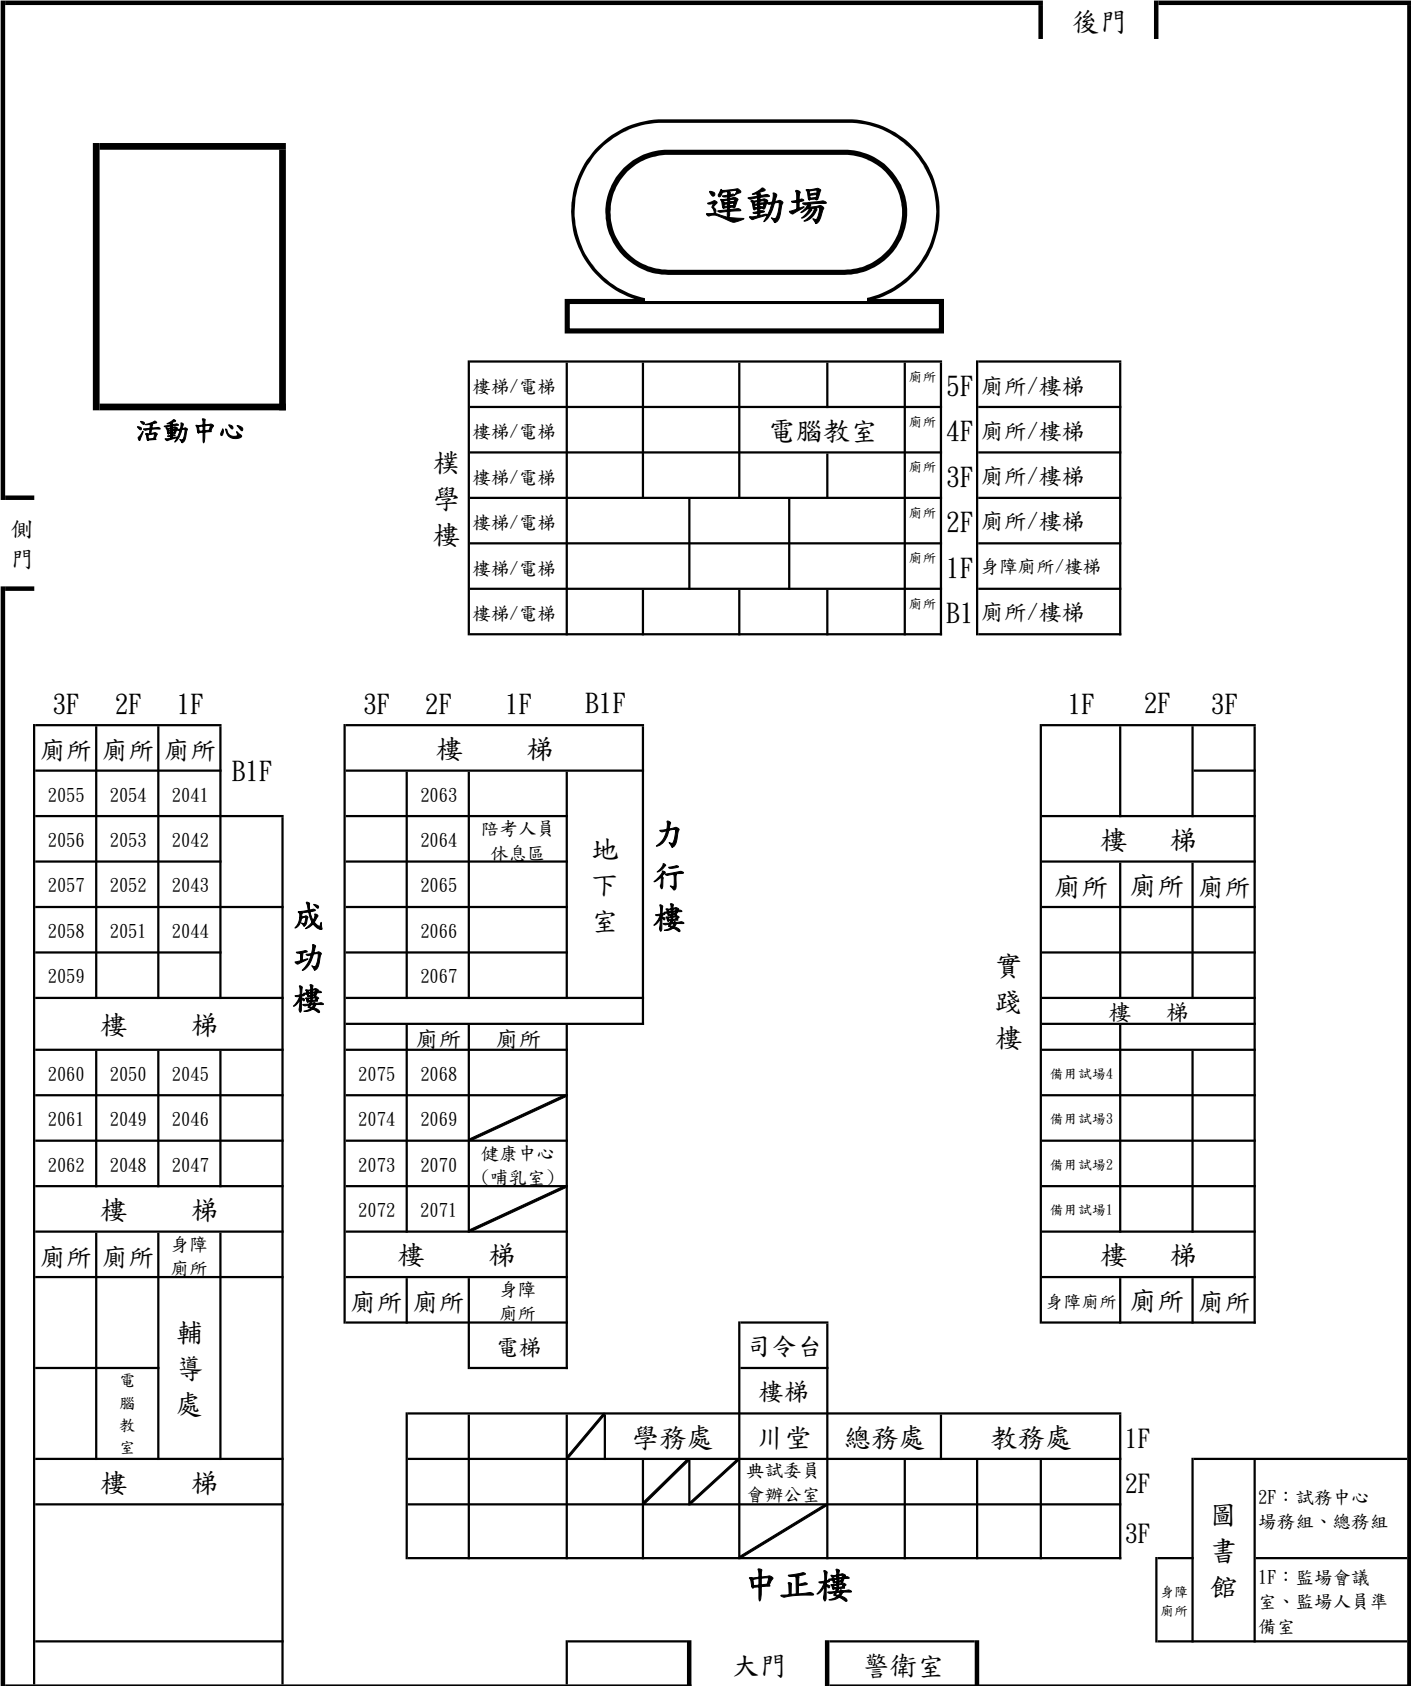 後門
運動場
活動中心
側
門
樸
學
樓
樓梯/電梯 廁所 5F 廁所/樓梯
樓梯/電梯 電腦教室 廁所 4F 廁所/樓梯
樓梯/電梯 廁所 3F 廁所/樓梯
樓梯/電梯 廁所 2F 廁所/樓梯
樓梯/電梯 廁所 1F 身障廁所/樓梯
樓梯/電梯 廁所 B1 廁所/樓梯
3F 2F 1F
廁所 廁所 廁所
B1F
2055 2054 2041
2056 2053 2042
2057 2052 2043
2058 2051 2044
2059
樓 梯
2060 2050 2045
2061 2049 2046
2062 2048 2047
樓 梯
廁所 廁所 身障
廁所
輔
導
處
電
腦
教
室
樓 梯
成
功
樓
3F 2F 1F B1F
樓 梯
2063
2064 陪考人員
休息區
2065
2066
2067
地
下
室
力
行
樓
廁所 廁所
2075 2068
2074 2069
2073 2070 健康中心
(哺乳室)
2072 2071
樓 梯
廁所 廁所 身障
廁所
電梯
1F 2F 3F
樓 梯
廁所 廁所 廁所
實
踐
樓
樓 梯
備用試場4
備用試場3
備用試場2
備用試場1
樓 梯
身障廁所 廁所 廁所
司令台
樓梯
學務處 川堂 總務處 教務處 1F
典試委員
會辦公室
2F
3F
中正樓
圖
書
館
2F：試務中心
場務組、總務組
1F：監場會議
室、監場人員準
備室
身障
廁所
大門 警衛室